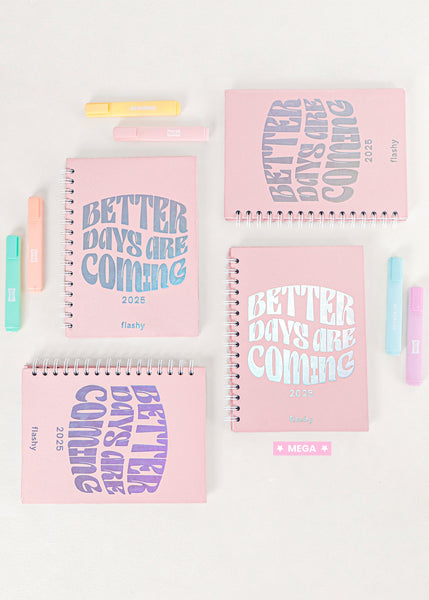 BETTER
DAYS ARE
COMING
2025
flashy
BETTER
DAYS ARE
COMING
2025
flashy
BETTER
DAYS ARE
COMING
2025
flashy
BETTER
DAYS ARE
COMING
2025
flashy
MEGA